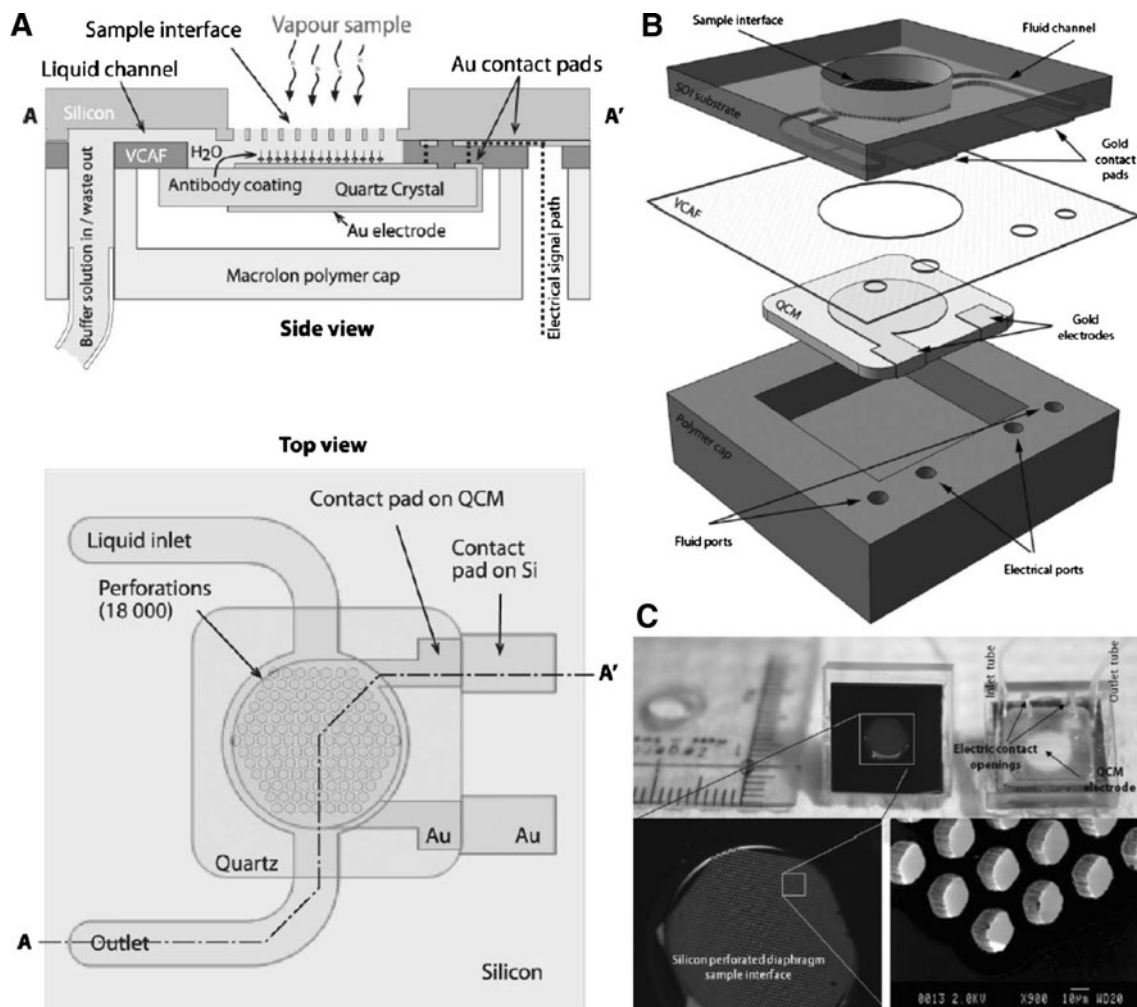 A
Vapour sample
Sample interface
Liquid channel
Au contact pads
A
Silicon
A'
VCAF
H2O
Antibody coating
Quartz Crystal
Au electrode
Macrolon polymer cap
Buffer solution in / waste out
Electrical signal path
Side view
Top view
Contact pad on QCM
Liquid inlet
Contact
pad on Si
Perforations
(18 000)
A'
Au
Au
Quartz
A
Outlet
Silicon
B
Sample interface
Fluid channel
SOI substrate
Gold
contact
pads
VCAF
QCM
Gold
electrodes
Polymer cap
Fluid ports
Electrical ports
C
Inlet tube
Outlet tube
Electric contact
openings
QCM
electrode
Silicon perforated diaphragm
sample interface
0013 2.0KV X900 10µm WD20